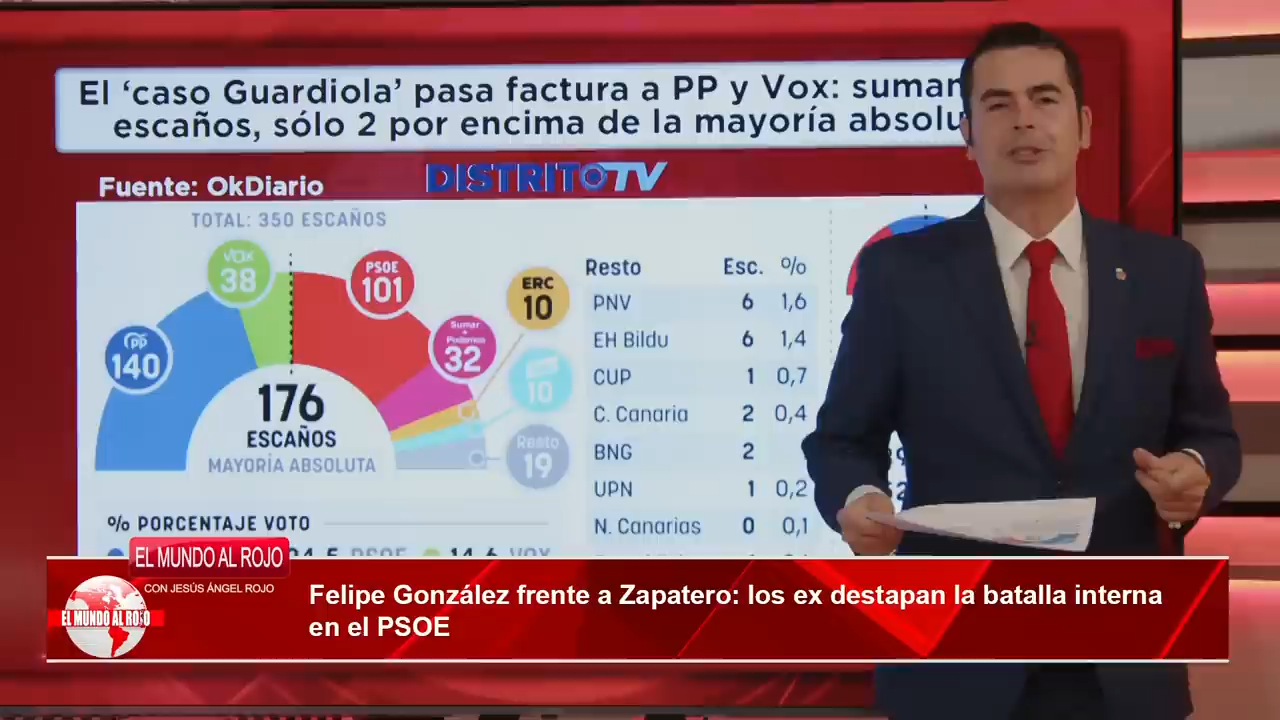 El ‘caso Guardiola’ pasa factura a PP y Vox: suman
escaños, sólo 2 por encima de la mayoría absolu
DISTRITOTV
Fuente: OkDiario
TOTAL: 350 ESCAÑOS
VOX
38
PSOE
101
ERC
10
PP
140
Sumar
+
Podemos
32
10
176
ESCAÑOS
MAYORÍA ABSOLUTA
Resto
19
Resto Esc. %
PNV 6 1,6
EH Bildu 6 1,4
CUP 1 0,7
C. Canaria 2 0,4
BNG 2
UPN 1 0,2
N. Canarias 0 0,1
% PORCENTAJE VOTO
PSOE 14,6 VOX
EL MUNDO AL ROJO
CON JESÚS ÁNGEL ROJO
EL MUNDO AL ROJO
Felipe González frente a Zapatero: los ex destapan la batalla interna
en el PSOE